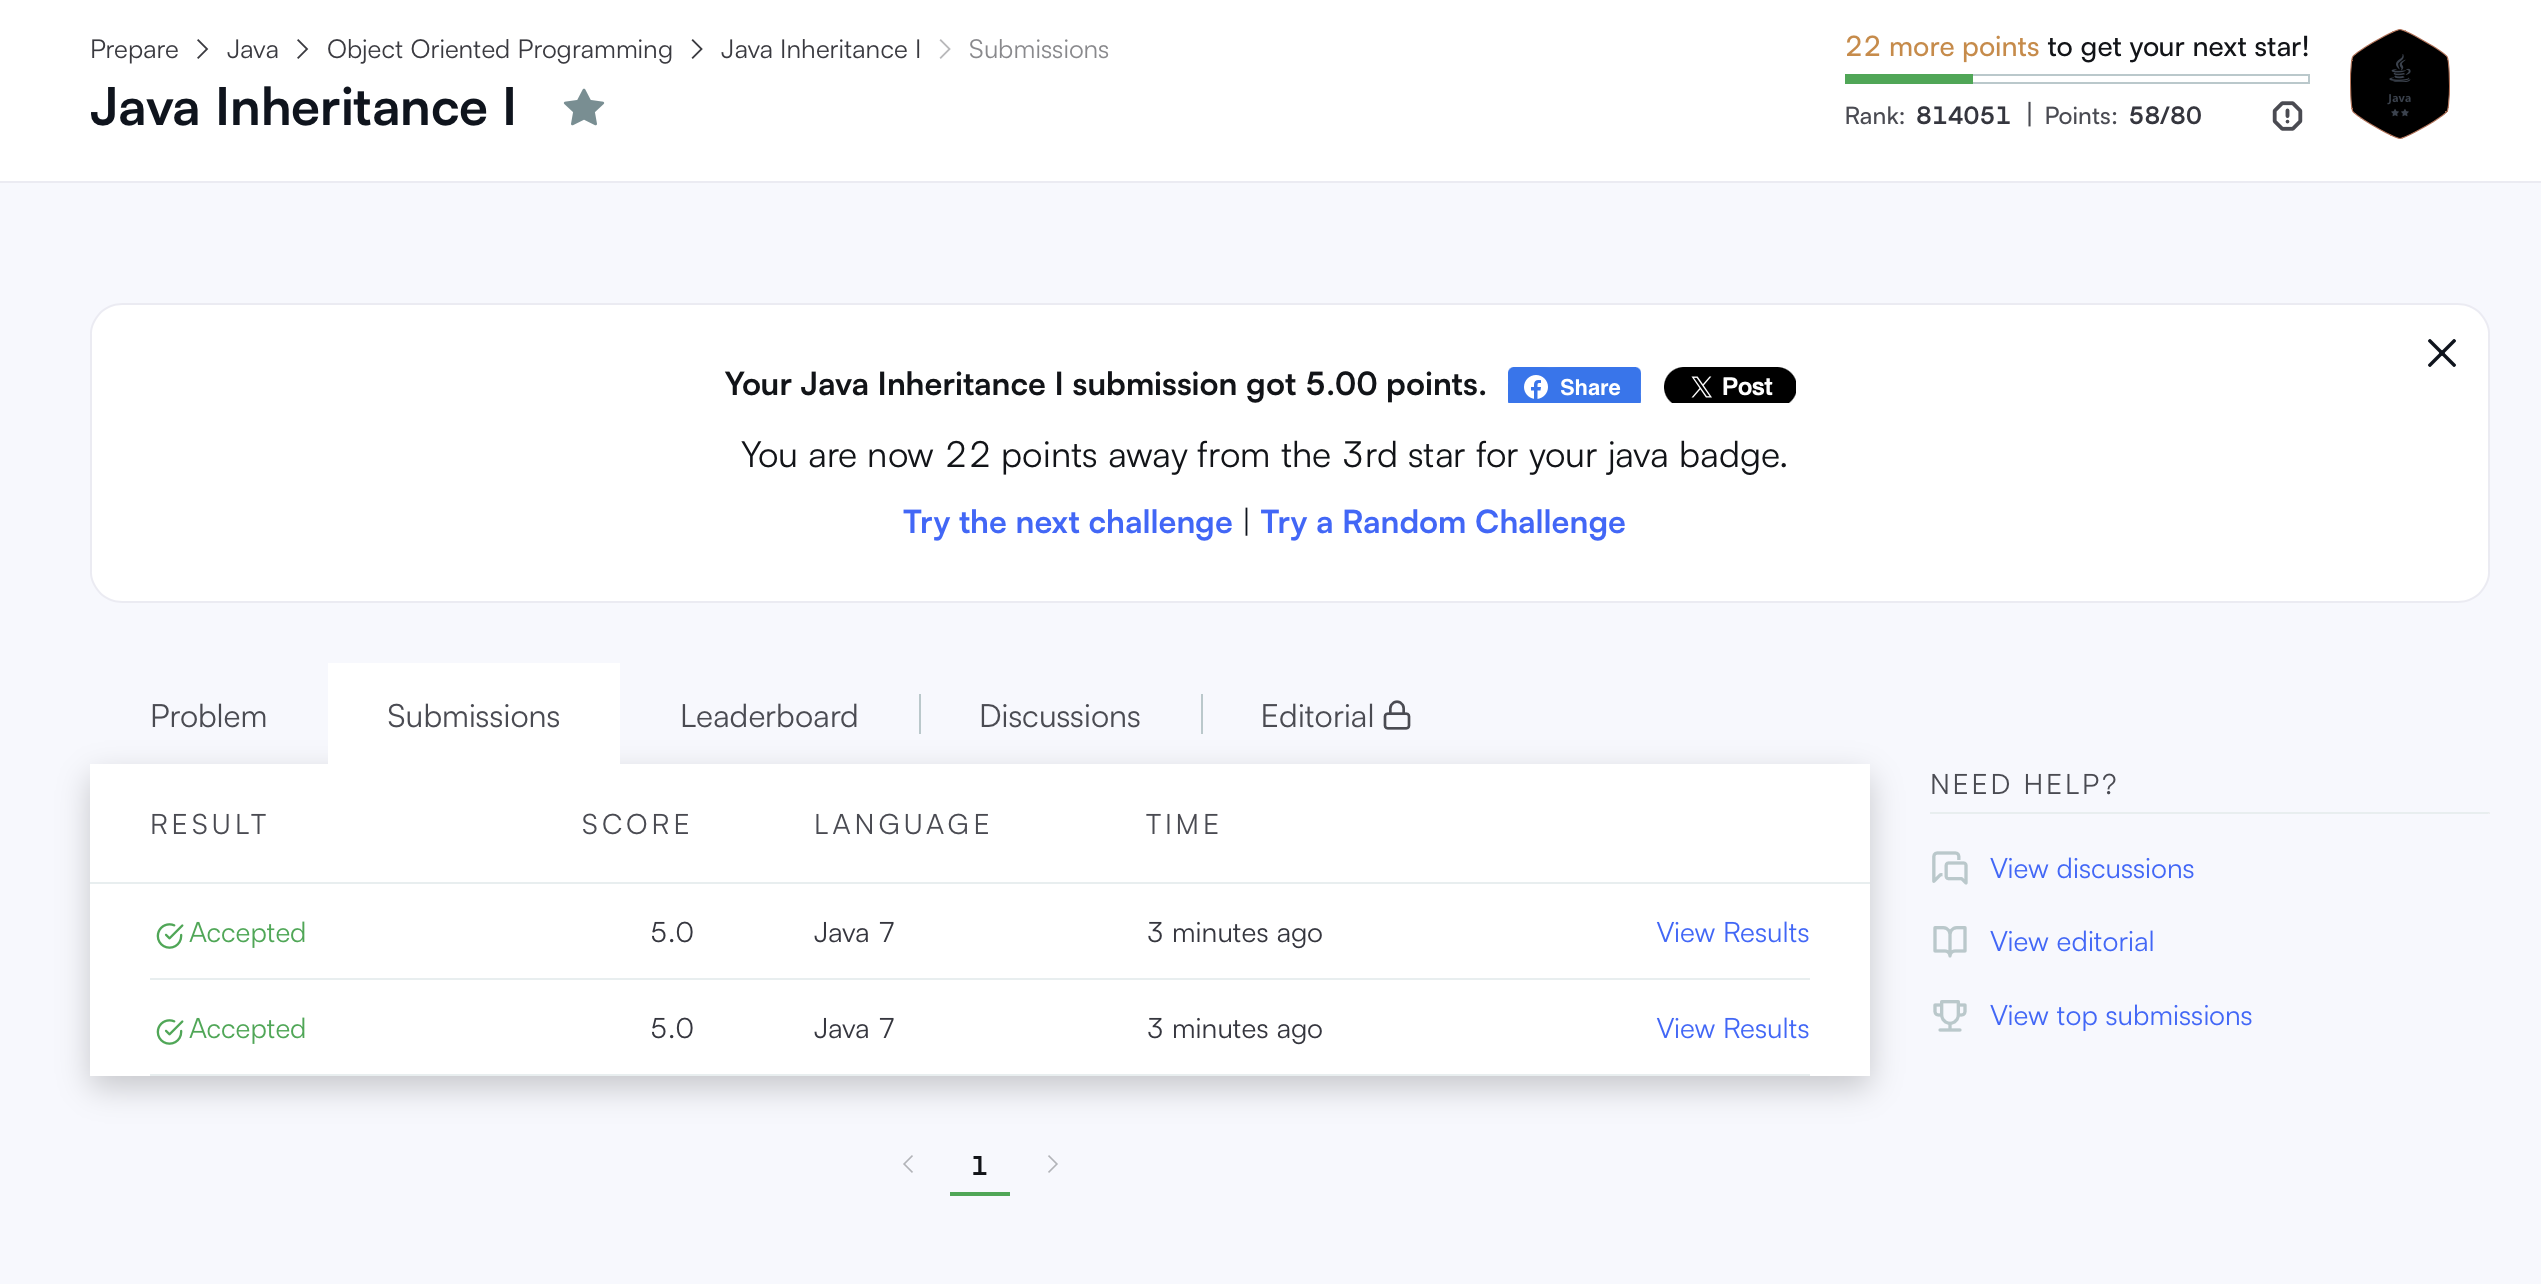 Prepare > Java > Object Oriented Programming > Java Inheritance I > Submissions
Java Inheritance I
22 more points to get your next star!
Rank: 814051 | Points: 58/80
Java
Your Java Inheritance I submission got 5.00 points. Share Post
You are now 22 points away from the 3rd star for your java badge.
Try the next challenge | Try a Random Challenge
Problem Submissions Leaderboard Discussions Editorial
RESULT SCORE LANGUAGE TIME
Accepted 5.0 Java 7 3 minutes ago View Results
Accepted 5.0 Java 7 3 minutes ago View Results
1
NEED HELP?
View discussions
View editorial
View top submissions